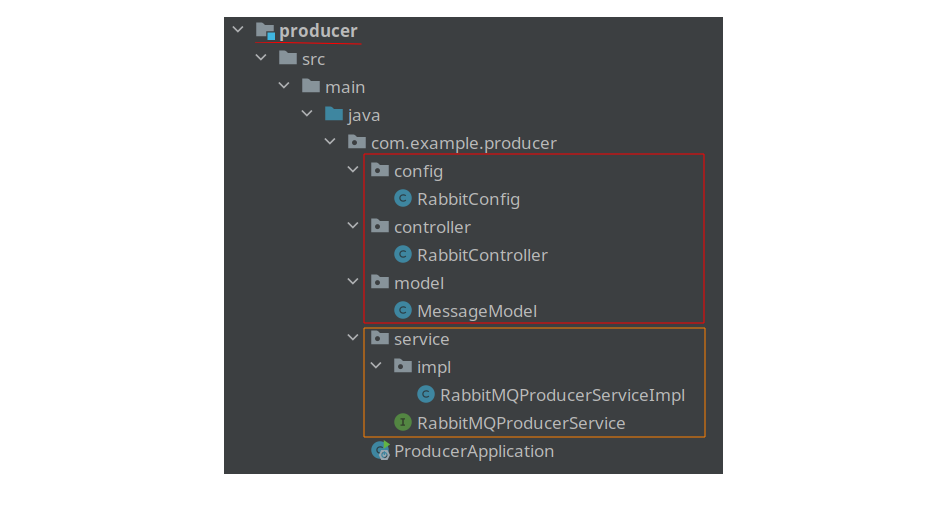 producer
src
main
java
com.example.producer
config
RabbitConfig
controller
RabbitController
model
MessageModel
service
impl
RabbitMQProducerServiceImpl
RabbitMQProducerService
ProducerApplication